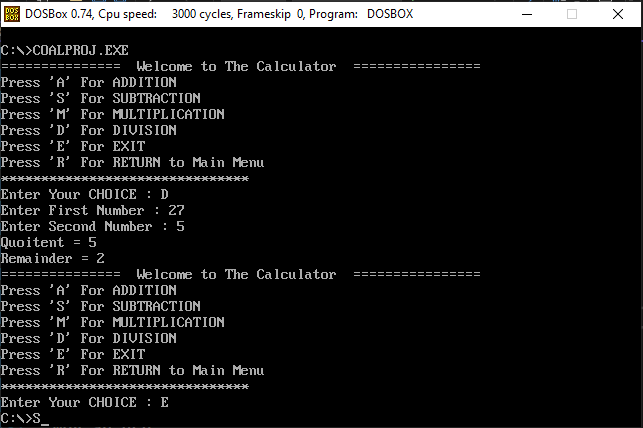 DOS BOX DOSBox 0.74, Cpu speed: 3000 cycles, Frameskip 0, Program: DOSBOX
C:\>COALPROJ.EXE
=============== Welcome to The Calculator ================
Press 'A' For ADDITION
Press 'S' For SUBTRACTION
Press 'M' For MULTIPLICATION
Press 'D' For DIVISION
Press 'E' For EXIT
Press 'R' For RETURN to Main Menu
*******************************
Enter Your CHOICE : D
Enter First Number : 27
Enter Second Number : 5
Quoitent = 5
Remainder = 2
=============== Welcome to The Calculator ================
Press 'A' For ADDITION
Press 'S' For SUBTRACTION
Press 'M' For MULTIPLICATION
Press 'D' For DIVISION
Press 'E' For EXIT
Press 'R' For RETURN to Main Menu
*******************************
Enter Your CHOICE : E
C:\>S_